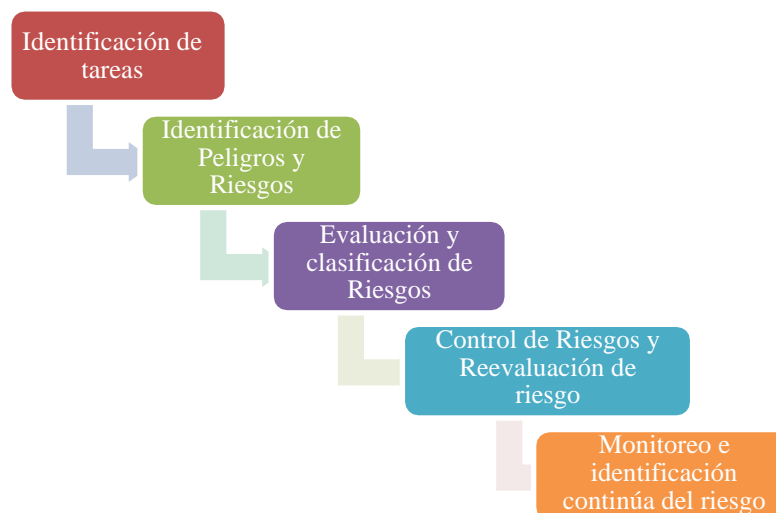 Identificación de
tareas
Identificación de
Peligros y
Riesgos
Evaluación y
clasificación de
Riesgos
Control de Riesgos y
Reevaluación de
riesgo
Monitoreo e
identificación
continúa del riesgo